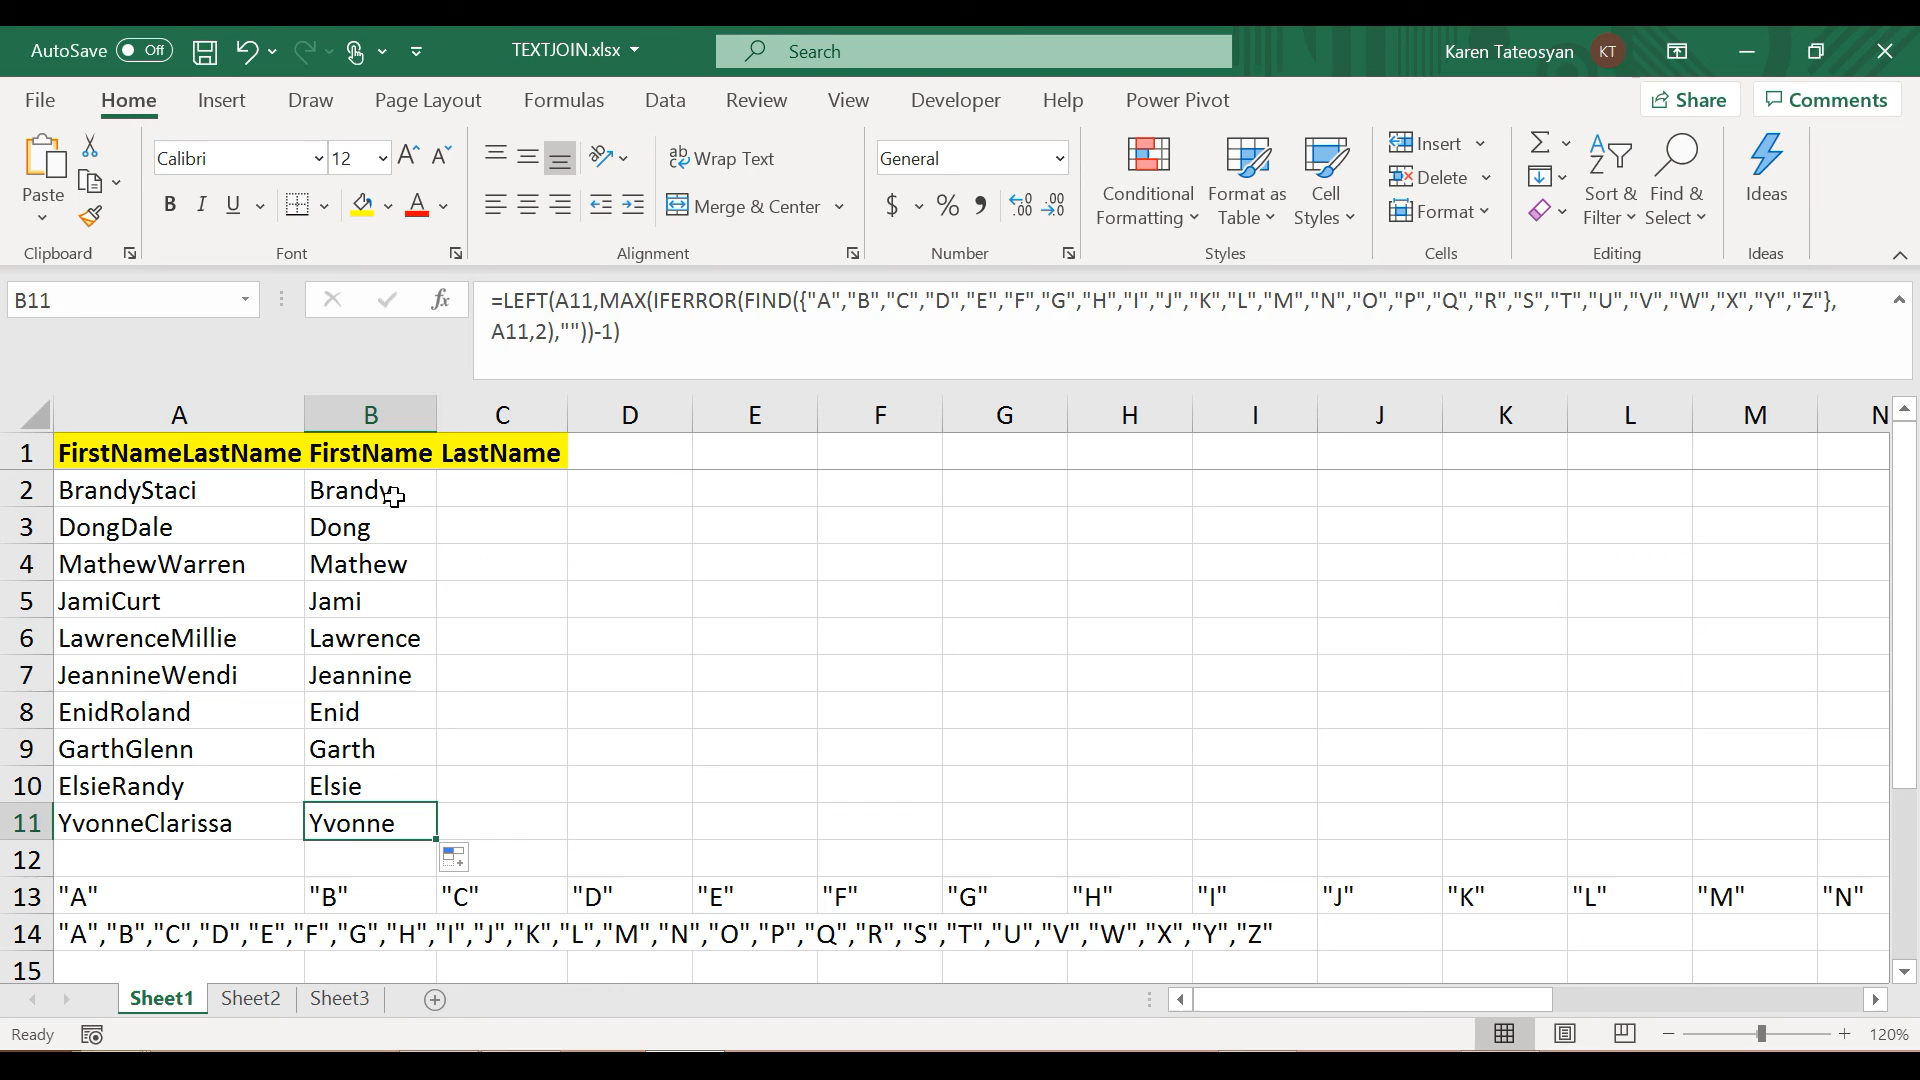 AutoSave Off TEXTJOIN.xlsx Search Karen Tateosyan KT
File Home Insert Draw Page Layout Formulas Data Review View Developer Help Power Pivot Share Comments
Paste
Calibri 12
B I U A
ab Wrap Text
Merge & Center
General
$ % 9 .00
Conditional
Formatting
Format as
Table
Cell
Styles
Insert
Delete
Format
Sort &
Filter
Find &
Select
Ideas
Clipboard Font Alignment Number Styles Cells Editing Ideas
B11 fx =LEFT(A11,MAX(IFERROR(FIND({"A","B","C","D","E","F","G","H","I","J","K","L","M","N","O","P","Q","R","S","T","U","V","W","X","Y","Z"},
A11,2),""))-1)
A B C D E F G H I J K L M N
1 FirstNameLastName FirstName LastName
2 BrandyStaci Brandy
3 DongDale Dong
4 MathewWarren Mathew
5 JamiCurt Jami
6 LawrenceMillie Lawrence
7 JeannineWendi Jeannine
8 EnidRoland Enid
9 GarthGlenn Garth
10 ElsieRandy Elsie
11 YvonneClarissa Yvonne
12
13 "A" "B" "C" "D" "E" "F" "G" "H" "I" "J" "K" "L" "M" "N"
14 "A","B","C","D","E","F","G","H","I","J","K","L","M","N","O","P","Q","R","S","T","U","V","W","X","Y","Z"
15
Sheet1 Sheet2 Sheet3
Ready 120%